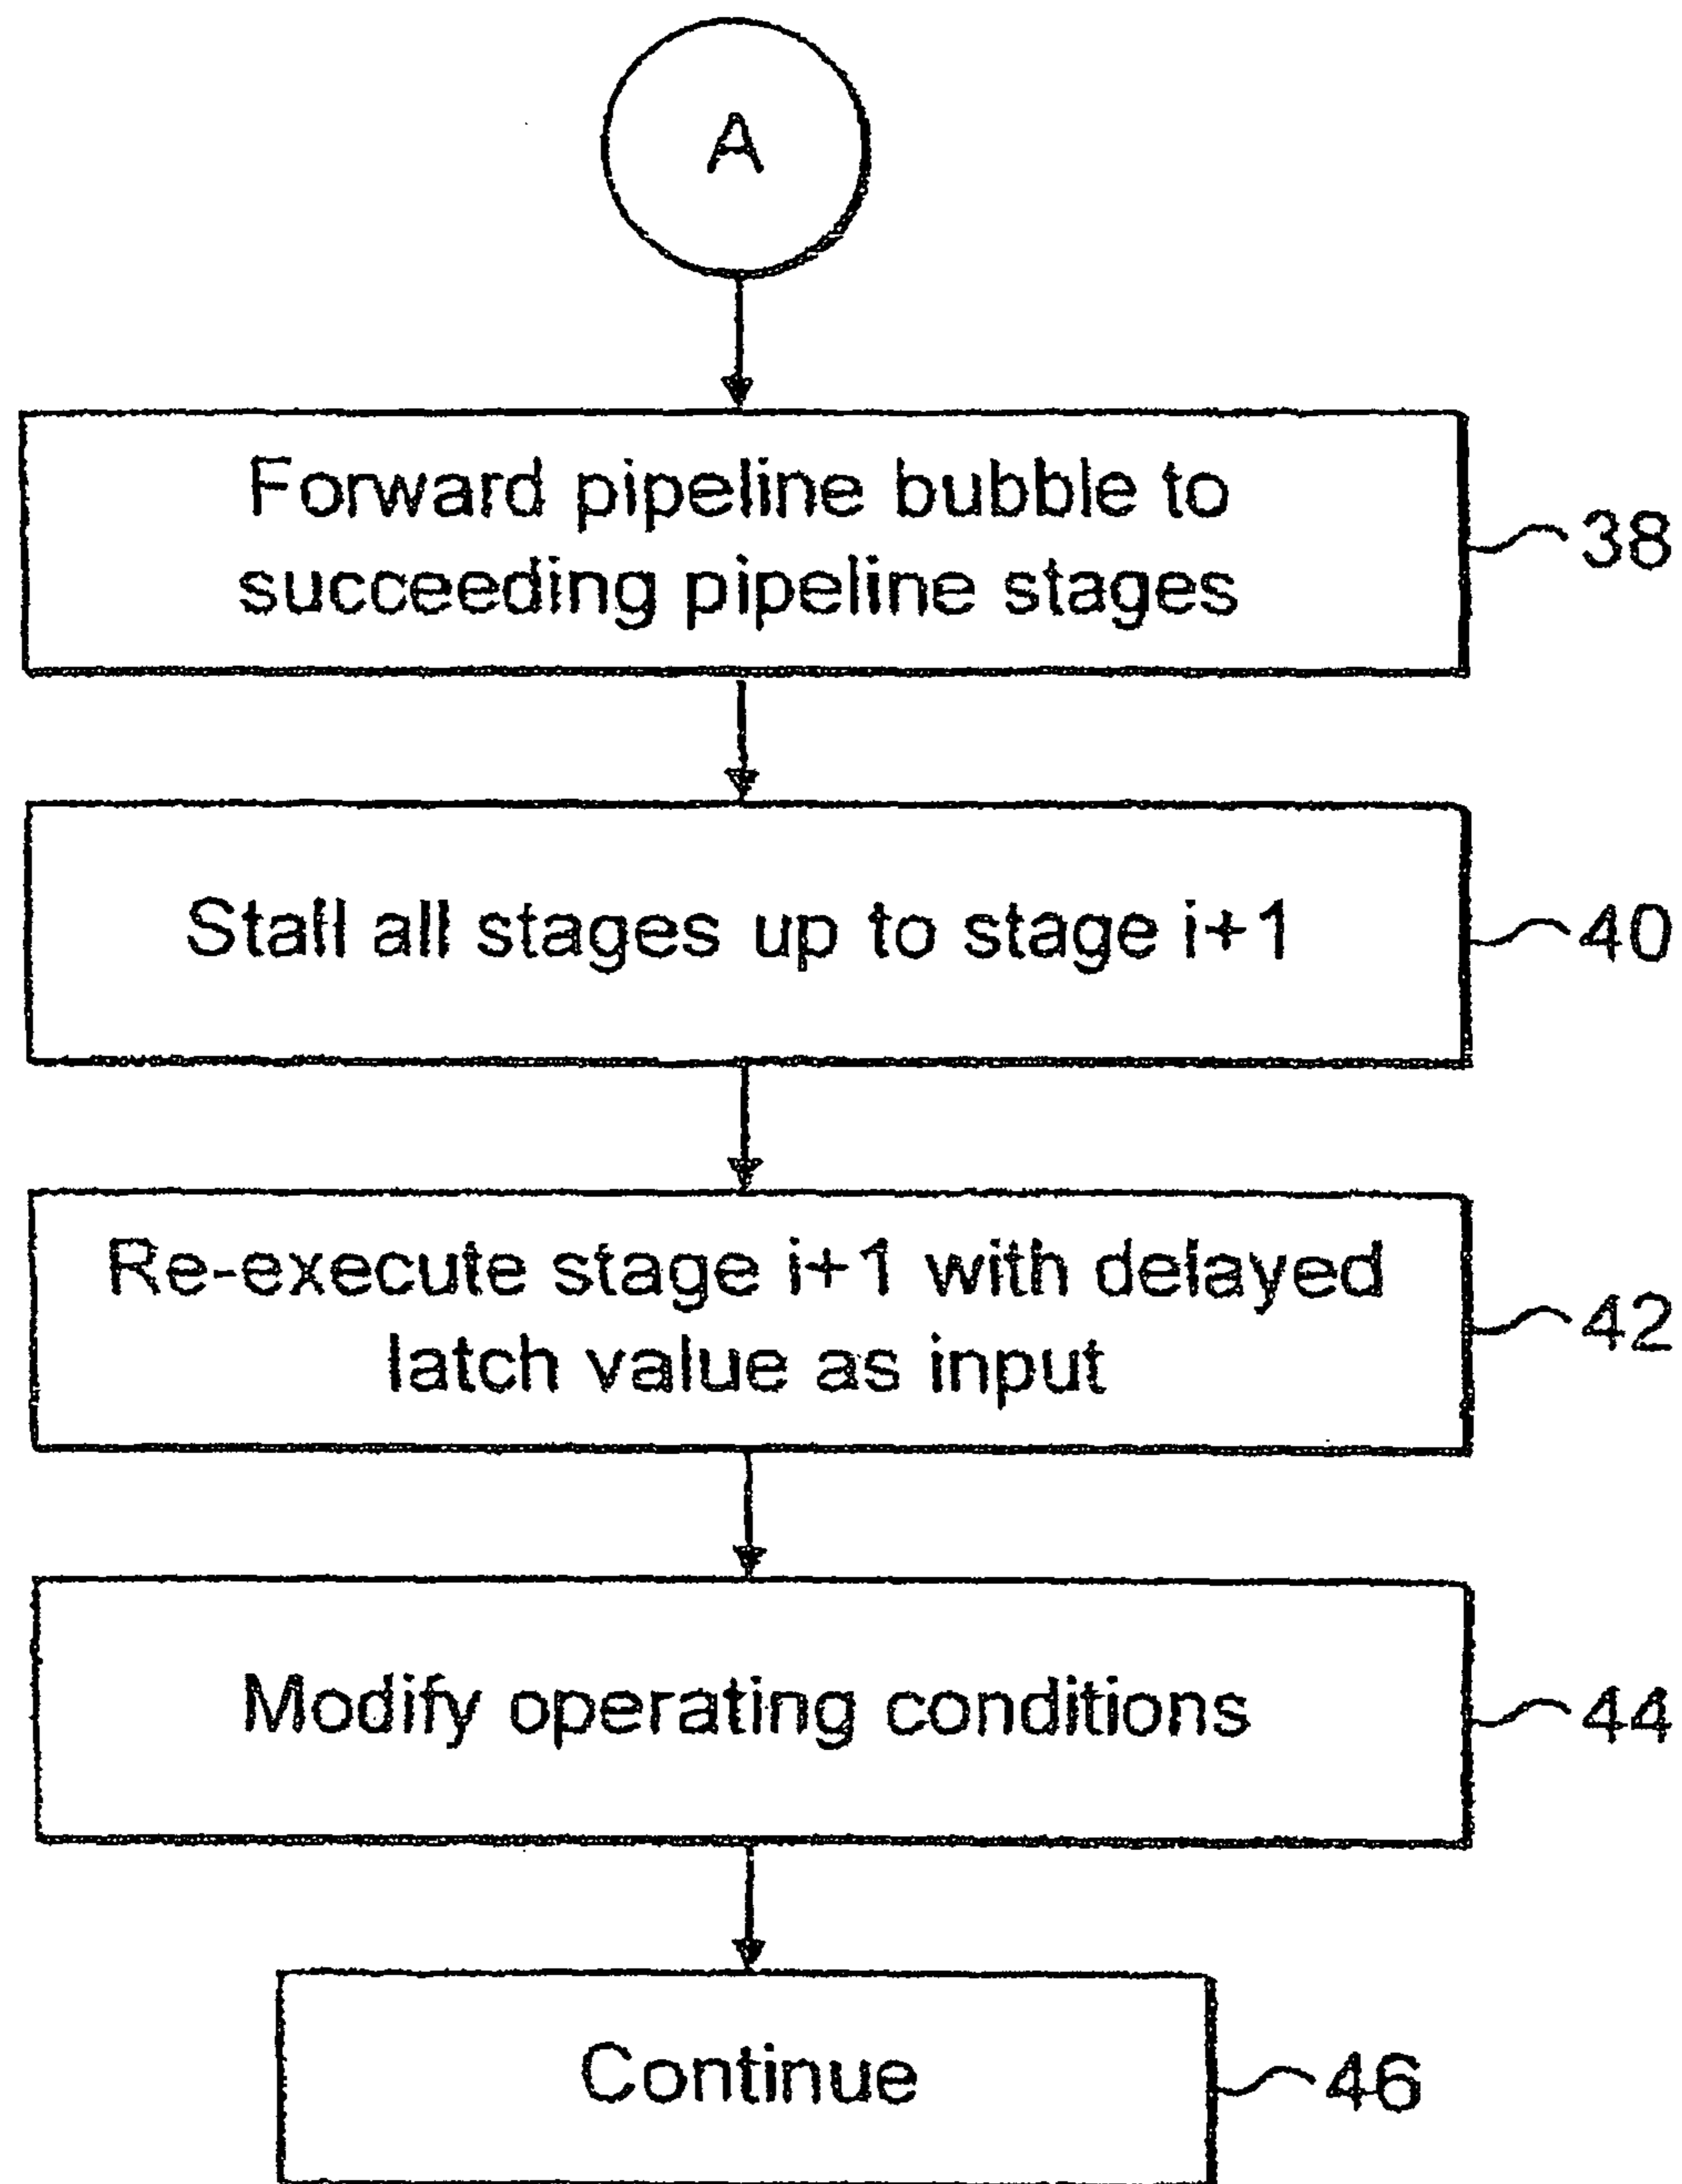 A
Forward pipeline bubble to
succeeding pipeline stages
38
Stall all stages up to stage i+1
40
Re-execute stage i+1 with delayed
latch value as input
42
Modify operating conditions
44
Continue
46